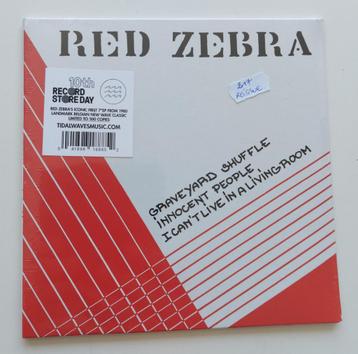 RED ZEBRA
10th
RECORD
STORE DAY
RED ZEBRA'S ICONIC FIRST 7"EP FROM 1980
LANDMARK BELGIAN NEW WAVE CLASSIC
LIMITED TO 500 COPIES
TIDALWAVESMUSIC.COM
GRAVEYARD SHUFFLE
INNOCENT PEOPLE
I CAN'T LIVE IN A LIVING-ROOM